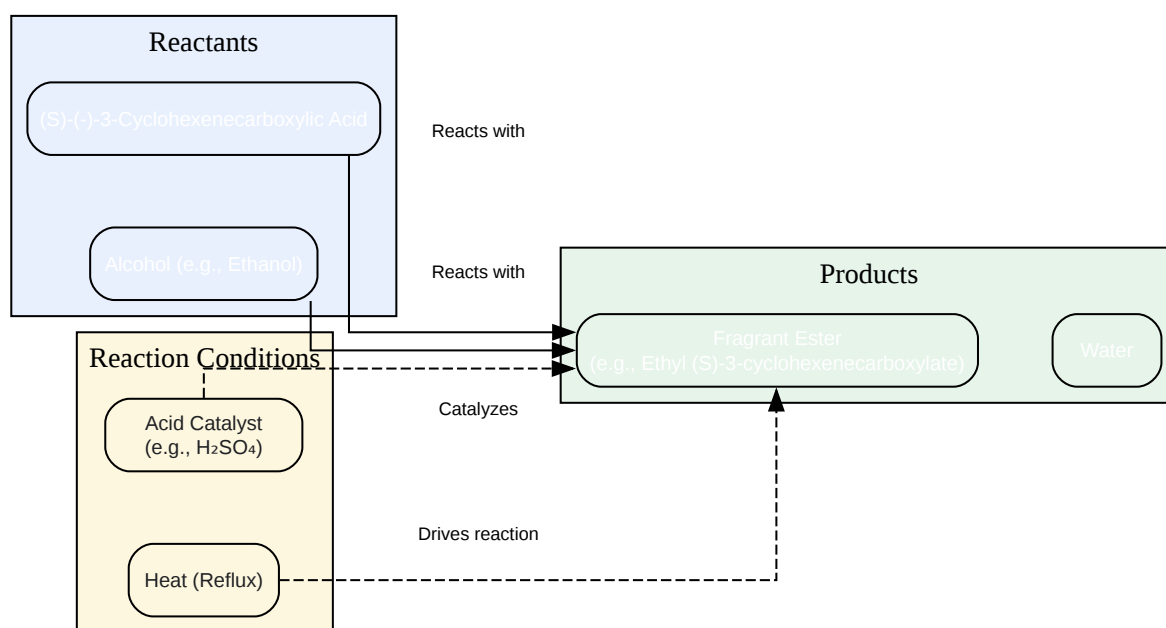 Reactants
(S)-(-)-3-Cyclohexenecarboxylic Acid
Reacts with
Alcohol (e.g., Ethanol)
Reacts with
Products
Fragrant Ester
(e.g., Ethyl (S)-3-cyclohexenecarboxylate)
Water
Reaction Conditions
Acid Catalyst
(e.g., H₂SO₄)
Catalyzes
Drives reaction
Heat (Reflux)